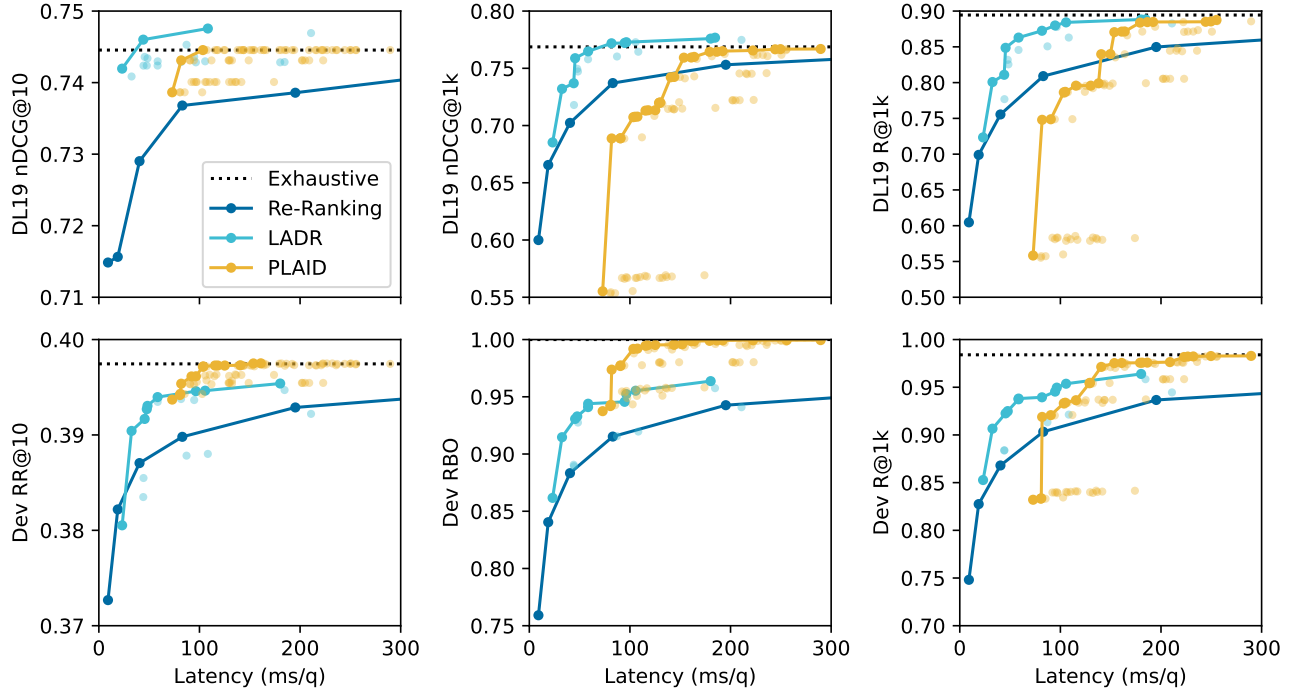 0.75
0.74
0.73
0.72
0.71
DL19 nDCG@10
Exhaustive
Re-Ranking
LADR
PLAID
0.80
0.75
0.70
0.65
0.60
0.55
DL19 nDCG@1k
0.90
0.85
0.80
0.75
0.70
0.65
0.60
0.55
0.50
DL19 R@1k
0.40
0.39
0.38
0.37
Dev RR@10
0 100 200 300
Latency (ms/q)
1.00
0.95
0.90
0.85
0.80
0.75
Dev RBO
0 100 200 300
Latency (ms/q)
1.00
0.95
0.90
0.85
0.80
0.75
0.70
Dev R@1k
0 100 200 300
Latency (ms/q)